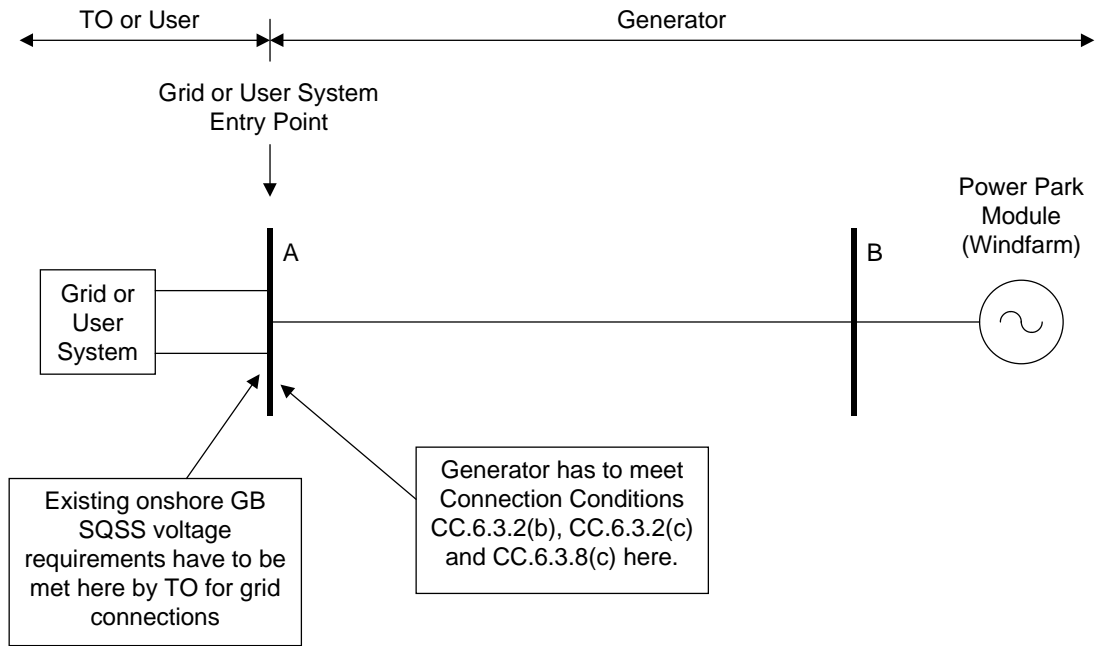 TO or User
Generator
Grid or User System
Entry Point
Power Park
Module
(Windfarm)
A
B
Grid or
User
System
Generator has to meet
Connection Conditions
CC.6.3.2(b), CC.6.3.2(c)
and CC.6.3.8(c) here.
Existing onshore GB
SQSS voltage
requirements have to be
met here by TO for grid
connections